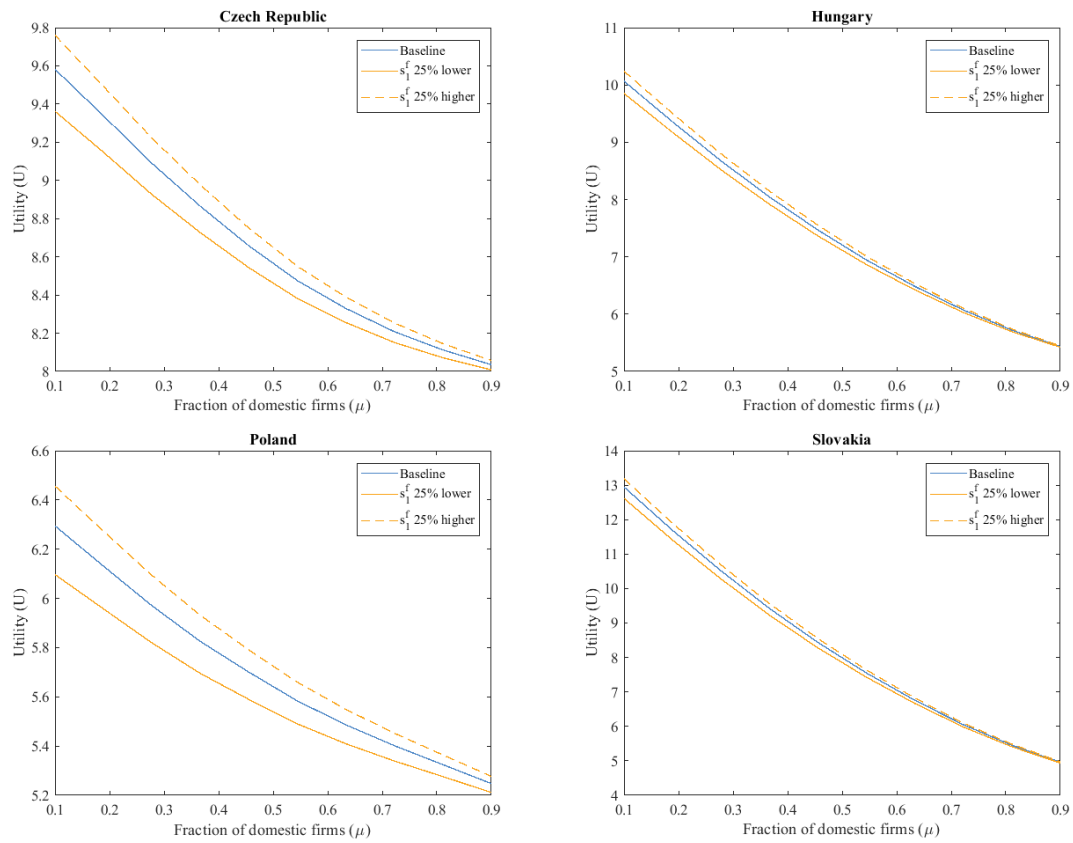 Czech Republic
9.8
9.6
9.4
9.2
9
8.8
8.6
8.4
8.2
8
Utility (U)
0.1 0.2 0.3 0.4 0.5 0.6 0.7 0.8 0.9
Fraction of domestic firms (μ)
Baseline
s₁ᶠ 25% lower
s₁ᶠ 25% higher
Hungary
11
10
9
8
7
6
5
Utility (U)
0.1 0.2 0.3 0.4 0.5 0.6 0.7 0.8 0.9
Fraction of domestic firms (μ)
Baseline
s₁ᶠ 25% lower
s₁ᶠ 25% higher
Poland
6.6
6.4
6.2
6
5.8
5.6
5.4
5.2
Utility (U)
0.1 0.2 0.3 0.4 0.5 0.6 0.7 0.8 0.9
Fraction of domestic firms (μ)
Baseline
s₁ᶠ 25% lower
s₁ᶠ 25% higher
Slovakia
14
13
12
11
10
9
8
7
6
5
4
Utility (U)
0.1 0.2 0.3 0.4 0.5 0.6 0.7 0.8 0.9
Fraction of domestic firms (μ)
Baseline
s₁ᶠ 25% lower
s₁ᶠ 25% higher